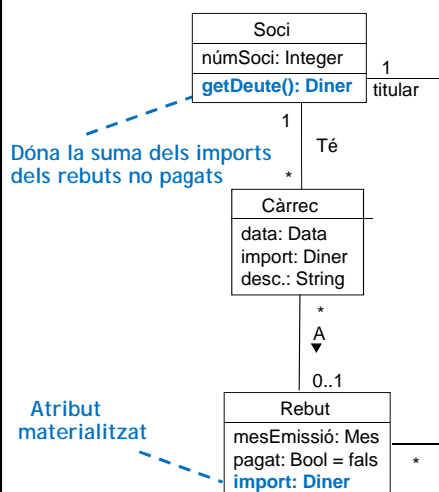 Soci
númSoci: Integer
getDeute(): Diner
1
titular
1
Té
Dóna la suma dels imports
dels rebuts no pagats
*
Càrrec
data: Data
import: Diner
desc.: String
*
A
0..1
Atribut
materialitzat
Rebut
mesEmissió: Mes
pagat: Bool = fals
*
import: Diner